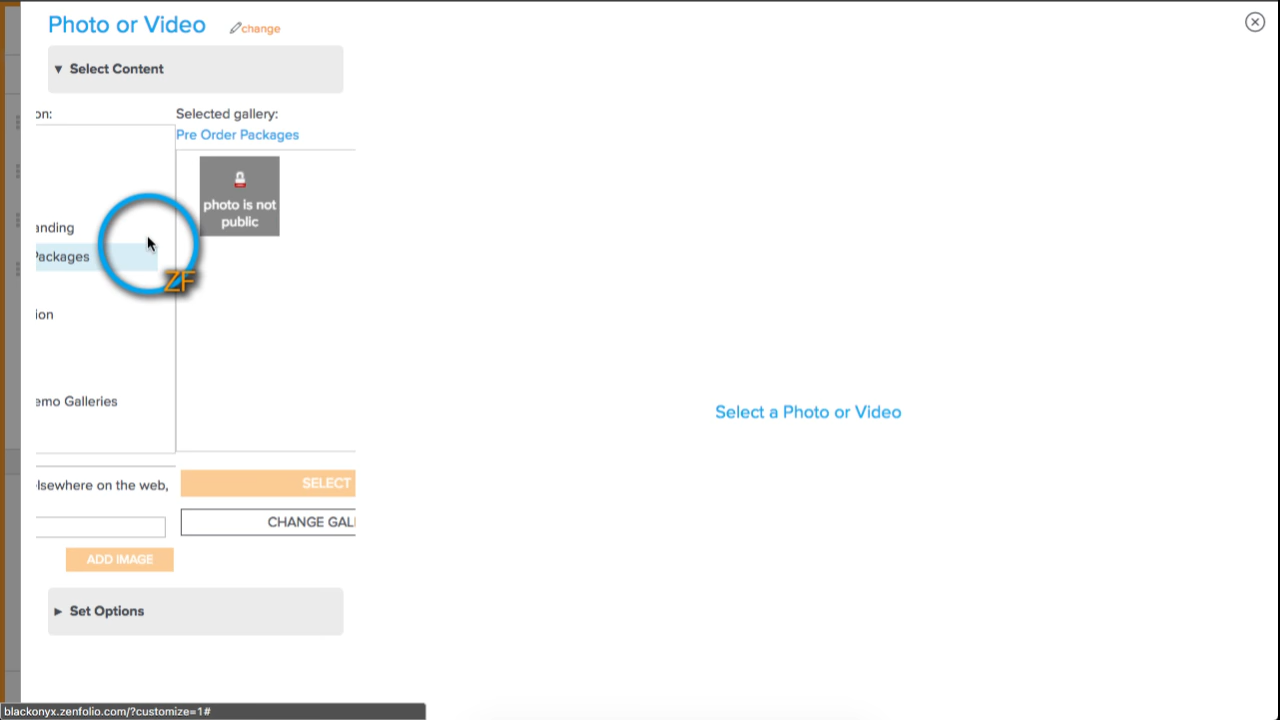 Photo or Video
change
▼ Select Content
on:
Selected gallery:
Pre Order Packages
photo is not
public
anding
Packages
ZF
ion
emo Galleries
Select a Photo or Video
SELECT
lsewhere on the web,
CHANGE GAL
ADD IMAGE
► Set Options
blackonyx.zenfolio.com/?customize=1#